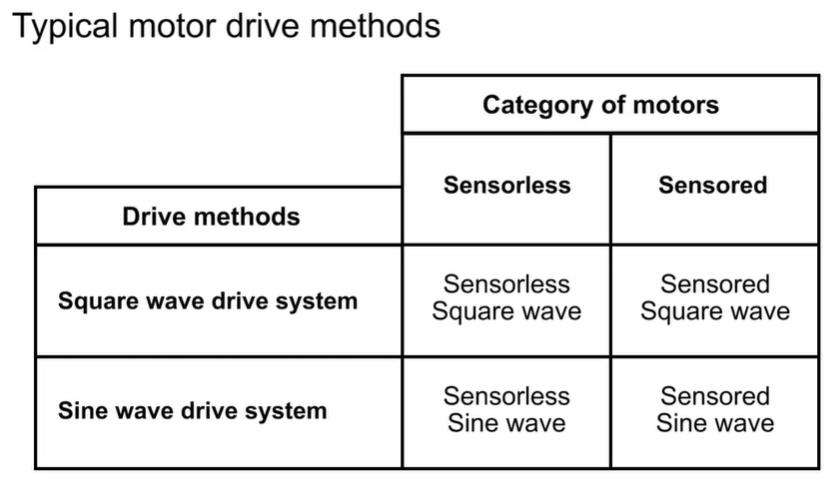 Typical motor drive methods
Category of motors
Sensorless
Sensored
Drive methods
Square wave drive system
Sensorless
Square wave
Sensored
Square wave
Sine wave drive system
Sensorless
Sine wave
Sensored
Sine wave